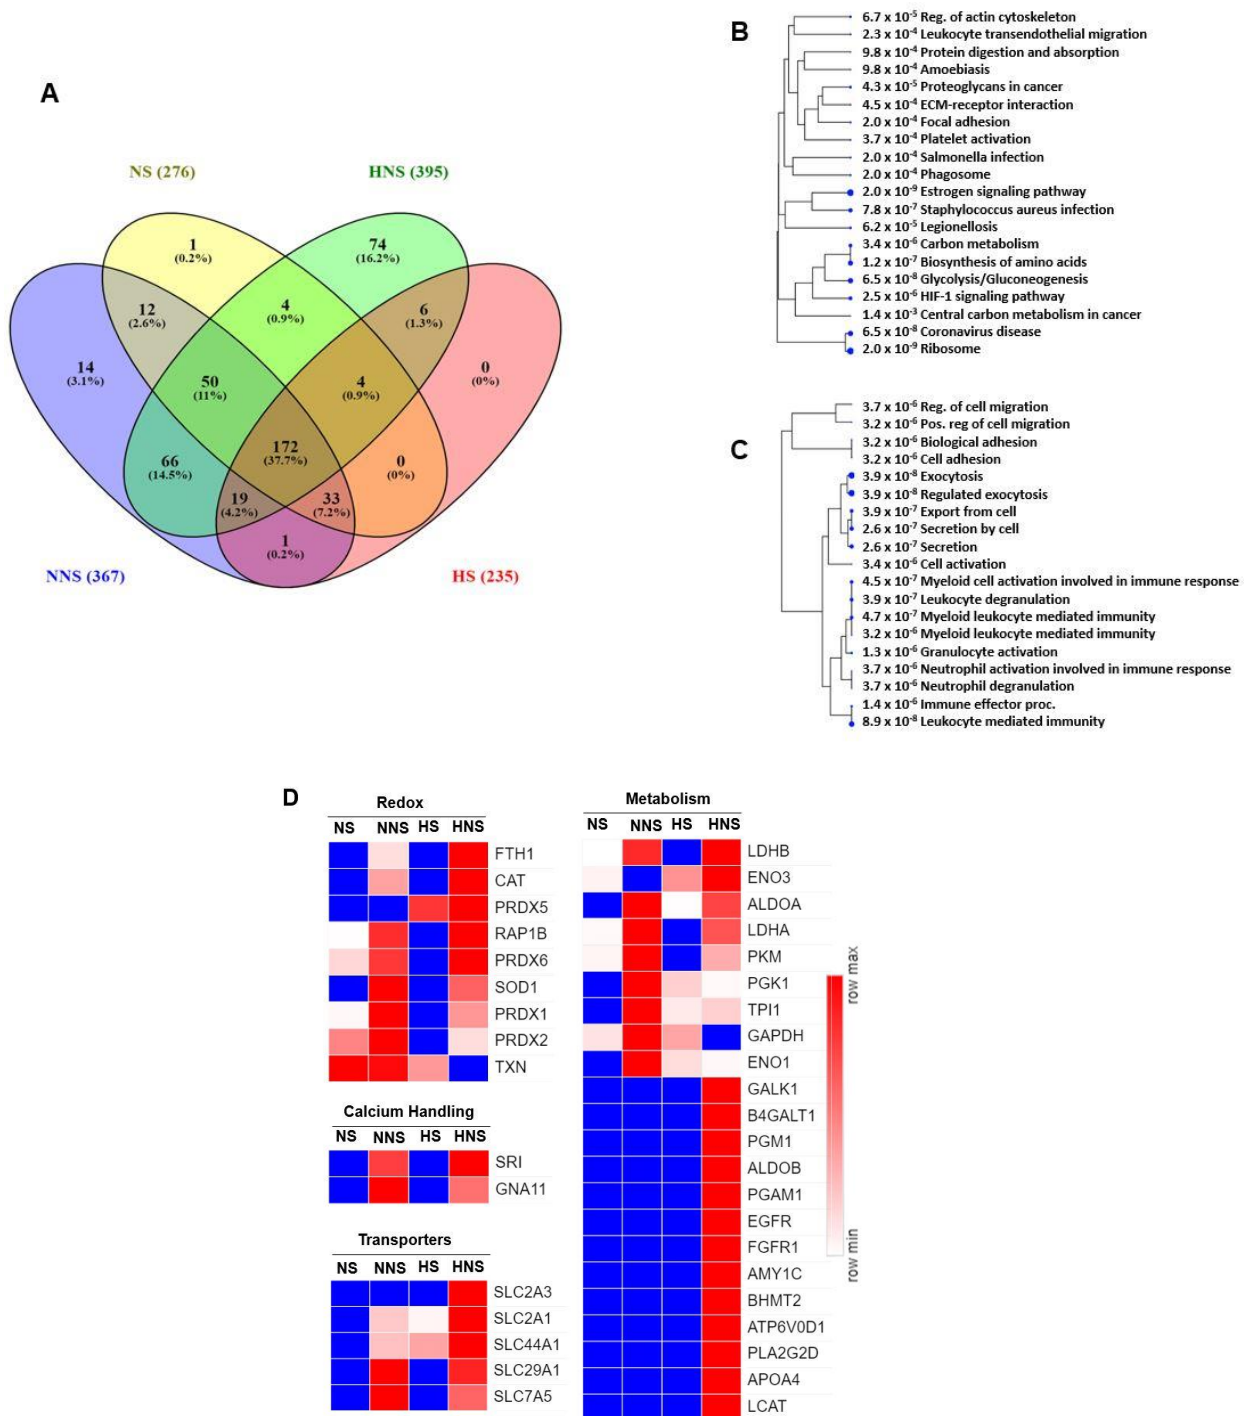 A
NS (276)
HNS (395)
1
(0.2%)
74
(16.2%)
12
(2.6%)
4
(0.9%)
6
(1.3%)
14
(3.1%)
50
(11%)
4
(0.9%)
0
(0%)
172
(37.7%)
66
(14.5%)
0
(0%)
19
(4.2%)
33
(7.2%)
1
(0.2%)
NNS (367)
HS (235)
B
6.7 x 10⁻⁵ Reg. of actin cytoskeleton
2.3 x 10⁻⁴ Leukocyte transendothelial migration
9.8 x 10⁻⁴ Protein digestion and absorption
9.8 x 10⁻⁴ Amoebiasis
4.3 x 10⁻⁵ Proteoglycans in cancer
4.5 x 10⁻⁴ ECM-receptor interaction
2.0 x 10⁻⁴ Focal adhesion
3.7 x 10⁻⁴ Platelet activation
2.0 x 10⁻⁴ Salmonella infection
2.0 x 10⁻⁴ Phagosome
2.0 x 10⁻⁹ Estrogen signaling pathway
7.8 x 10⁻⁷ Staphylococcus aureus infection
6.2 x 10⁻⁵ Legionellosis
3.4 x 10⁻⁶ Carbon metabolism
1.2 x 10⁻⁷ Biosynthesis of amino acids
6.5 x 10⁻⁸ Glycolysis/Gluconeogenesis
2.5 x 10⁻⁶ HIF-1 signaling pathway
1.4 x 10⁻³ Central carbon metabolism in cancer
6.5 x 10⁻⁸ Coronavirus disease
2.0 x 10⁻⁹ Ribosome
C
3.7 x 10⁻⁶ Reg. of cell migration
3.2 x 10⁻⁶ Pos. reg of cell migration
3.2 x 10⁻⁶ Biological adhesion
3.2 x 10⁻⁶ Cell adhesion
3.9 x 10⁻⁸ Exocytosis
3.9 x 10⁻⁸ Regulated exocytosis
3.9 x 10⁻⁷ Export from cell
2.6 x 10⁻⁷ Secretion by cell
2.6 x 10⁻⁷ Secretion
3.4 x 10⁻⁶ Cell activation
4.5 x 10⁻⁷ Myeloid cell activation involved in immune response
3.9 x 10⁻⁷ Leukocyte degranulation
4.7 x 10⁻⁷ Myeloid leukocyte mediated immunity
3.2 x 10⁻⁶ Myeloid leukocyte mediated immunity
1.3 x 10⁻⁶ Granulocyte activation
3.7 x 10⁻⁶ Neutrophil activation involved in immune response
3.7 x 10⁻⁶ Neutrophil degranulation
1.4 x 10⁻⁶ Immune effector proc.
8.9 x 10⁻⁸ Leukocyte mediated immunity
D
Redox
NS NNS HS HNS
FTH1
CAT
PRDX5
RAP1B
PRDX6
SOD1
PRDX1
PRDX2
TXN
Calcium Handling
NS NNS HS HNS
SRI
GNA11
Transporters
NS NNS HS HNS
SLC2A3
SLC2A1
SLC44A1
SLC29A1
SLC7A5
Metabolism
NS NNS HS HNS
LDHB
ENO3
ALDOA
LDHA
PKM
PGK1
TPI1
GAPDH
ENO1
GALK1
B4GALT1
PGM1
ALDOB
PGAM1
EGFR
FGFR1
AMY1C
BHMT2
ATP6V0D1
PLA2G2D
APOA4
LCAT
row max
row min